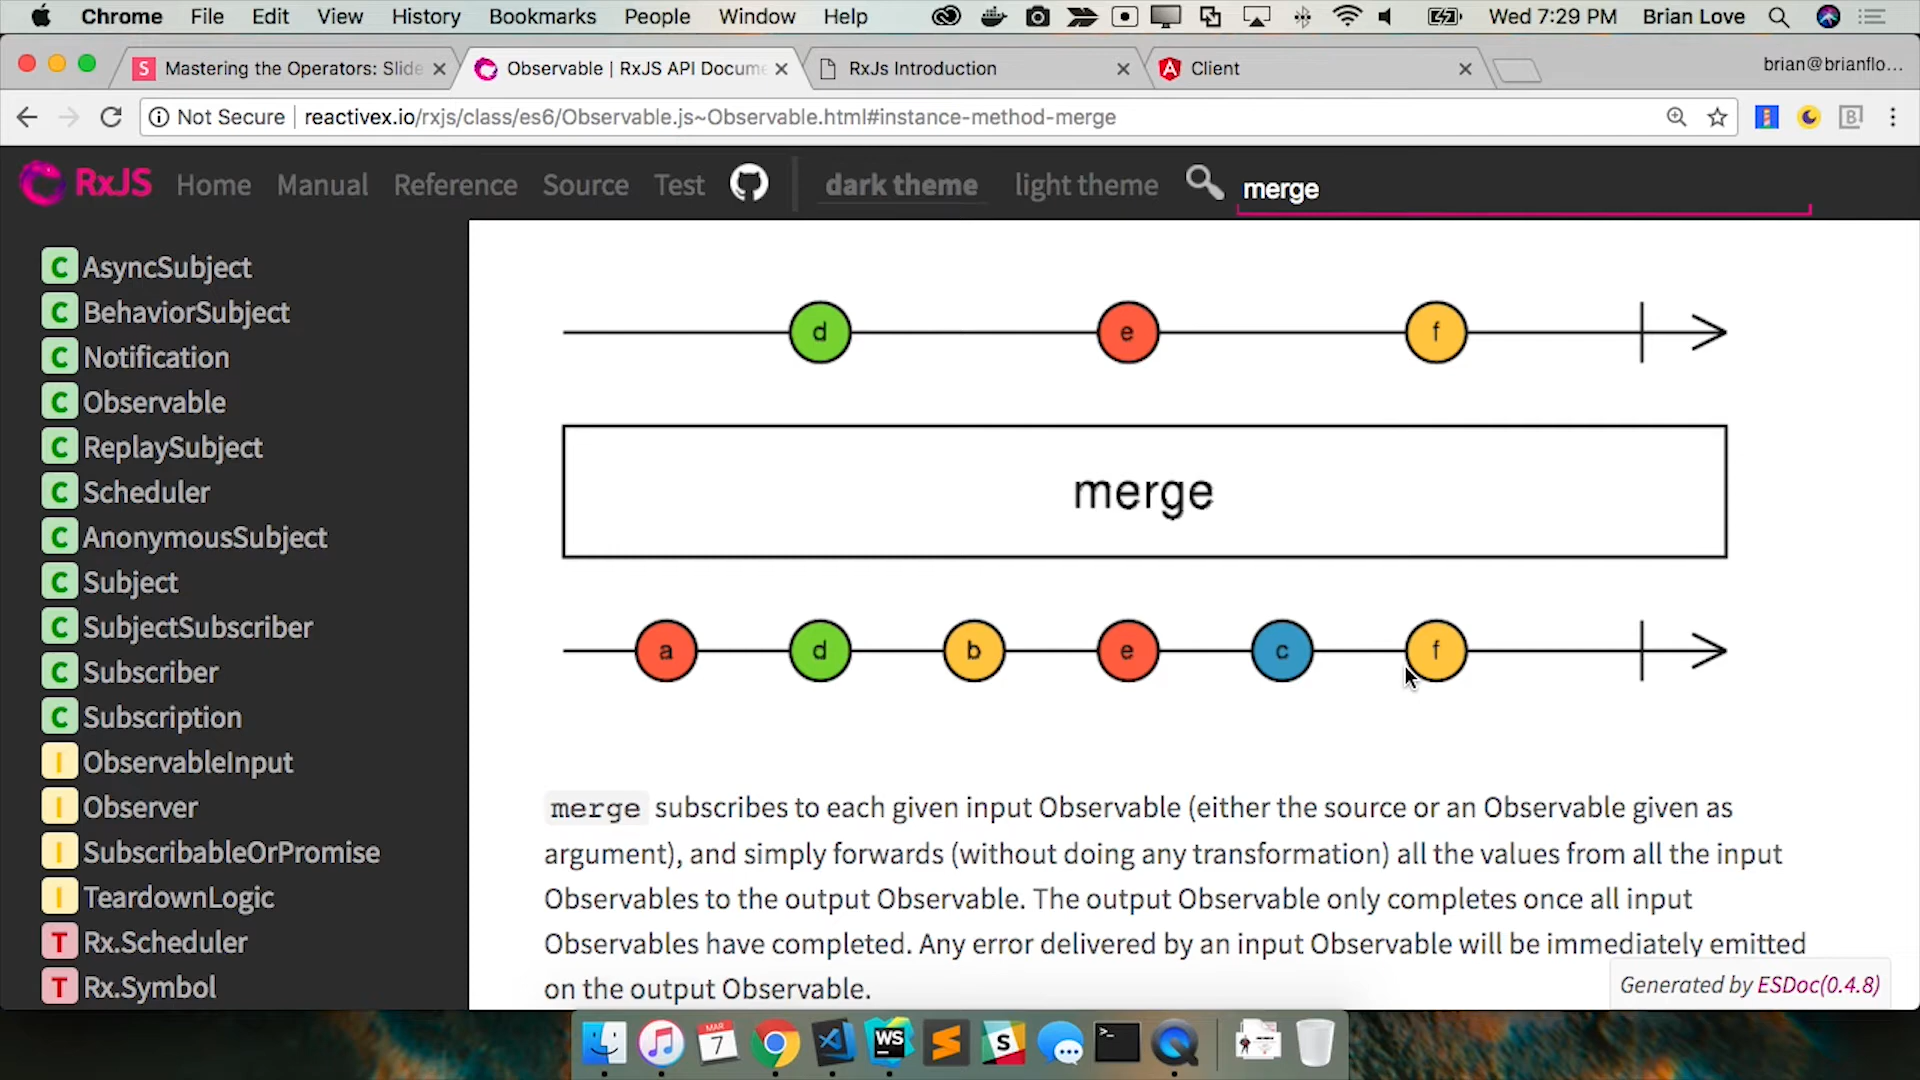 Chrome File Edit View History Bookmarks People Window Help Wed 7:29 PM Brian Love
S Mastering the Operators: Slide Observable | RxJS API Docume RxJs Introduction A Client brian@brianflo...
Not Secure | reactivex.io/rxjs/class/es6/Observable.js~Observable.html#instance-method-merge B
RxJS Home Manual Reference Source Test dark theme light theme merge
C AsyncSubject
C BehaviorSubject
C Notification
C Observable
C ReplaySubject
C Scheduler
C AnonymousSubject
C Subject
C SubjectSubscriber
C Subscriber
C Subscription
I ObservableInput
I Observer
I SubscribableOrPromise
I TeardownLogic
T Rx.Scheduler
T Rx.Symbol
d e f
merge
a d b e c f
merge subscribes to each given input Observable (either the source or an Observable given as
argument), and simply forwards (without doing any transformation) all the values from all the input
Observables to the output Observable. The output Observable only completes once all input
Observables have completed. Any error delivered by an input Observable will be immediately emitted
on the output Observable.
Generated by ESDoc(0.4.8)
MAR
7
WS
S
S
>_